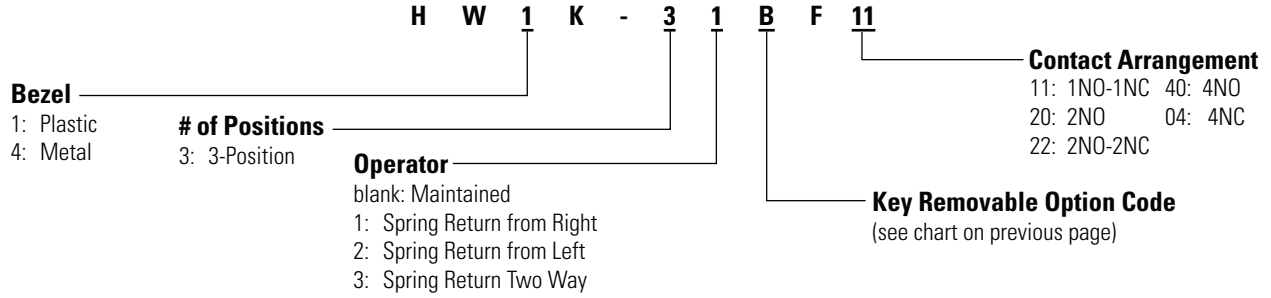 H W 1 K - 3 1 B F 11
Bezel
1: Plastic
4: Metal
# of Positions
3: 3-Position
Operator
blank: Maintained
1: Spring Return from Right
2: Spring Return from Left
3: Spring Return Two Way
Contact Arrangement
11: 1NO-1NC 40: 4NO
20: 2NO 04: 4NC
22: 2NO-2NC
Key Removable Option Code
(see chart on previous page)